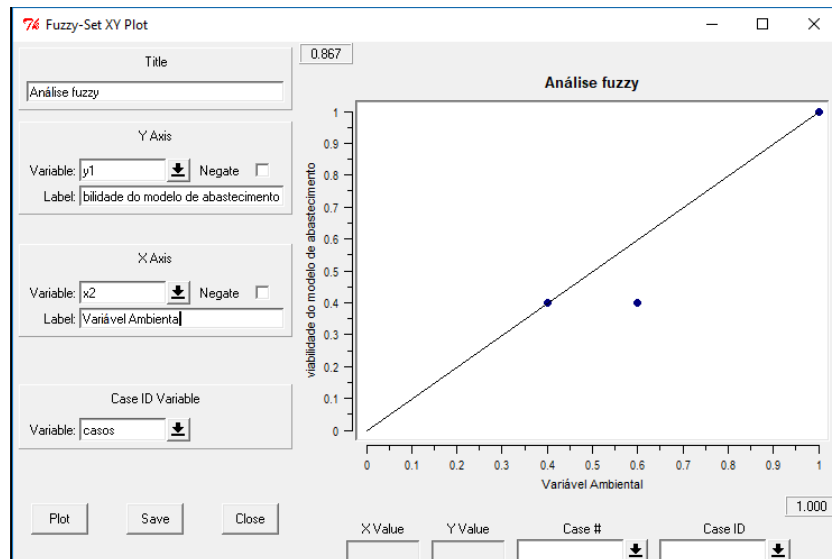 Fuzzy-Set XY Plot
Title
Análise fuzzy
Y Axis
Variable: y1 Negate
Label: bilidade do modelo de abastecimento
X Axis
Variable: x2 Negate
Label: Variável Ambiental
Case ID Variable
Variable: casos
Plot Save Close
0.867
Análise fuzzy
viabilidade do modelo de abastecimento
1
0.9
0.8
0.7
0.6
0.5
0.4
0.3
0.2
0.1
0
0 0.1 0.2 0.3 0.4 0.5 0.6 0.7 0.8 0.9 1
Variável Ambiental
1.000
X Value Y Value Case # Case ID